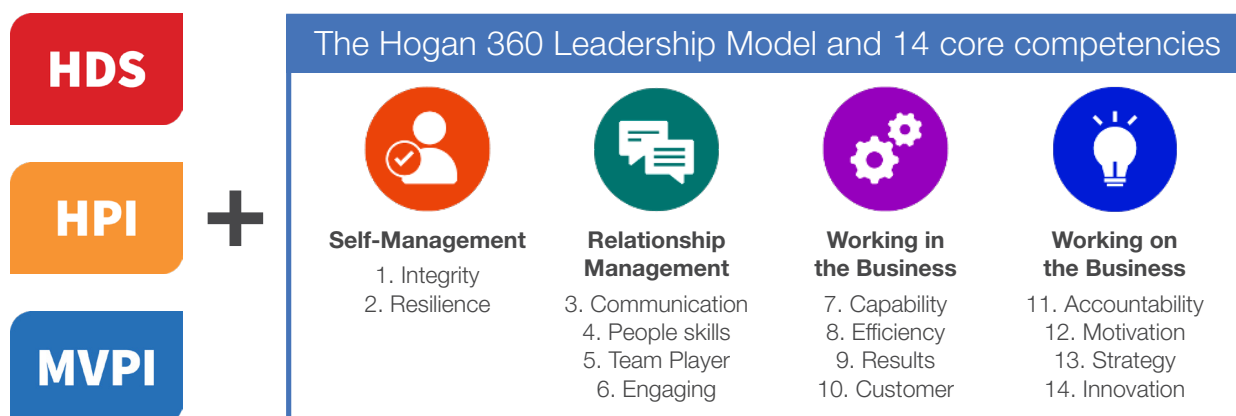 HDS
HPI
MVPI
+
The Hogan 360 Leadership Model and 14 core competencies
Self-Management
1. Integrity
2. Resilience
Relationship
Management
3. Communication
4. People skills
5. Team Player
6. Engaging
Working in
the Business
7. Capability
8. Efficiency
9. Results
10. Customer
Working on
the Business
11. Accountability
12. Motivation
13. Strategy
14. Innovation